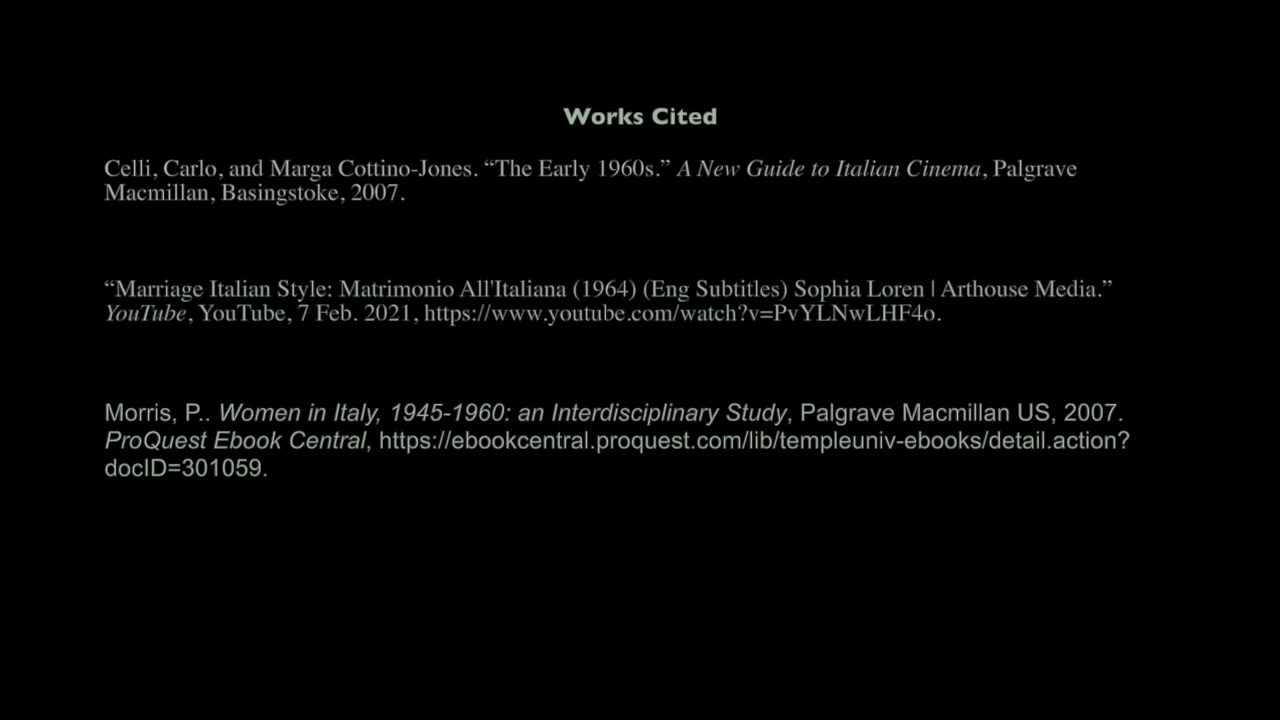 Works Cited
Celli, Carlo, and Marga Cottino-Jones. “The Early 1960s.” A New Guide to Italian Cinema, Palgrave
Macmillan, Basingstoke, 2007.
“Marriage Italian Style: Matrimonio All'Italiana (1964) (Eng Subtitles) Sophia Loren | Arthouse Media.”
YouTube, YouTube, 7 Feb. 2021, https://www.youtube.com/watch?v=PvYLNwLHF4o.
Morris, P.. Women in Italy, 1945-1960: an Interdisciplinary Study, Palgrave Macmillan US, 2007.
ProQuest Ebook Central, https://ebookcentral.proquest.com/lib/templeuniv-ebooks/detail.action?
docID=301059.